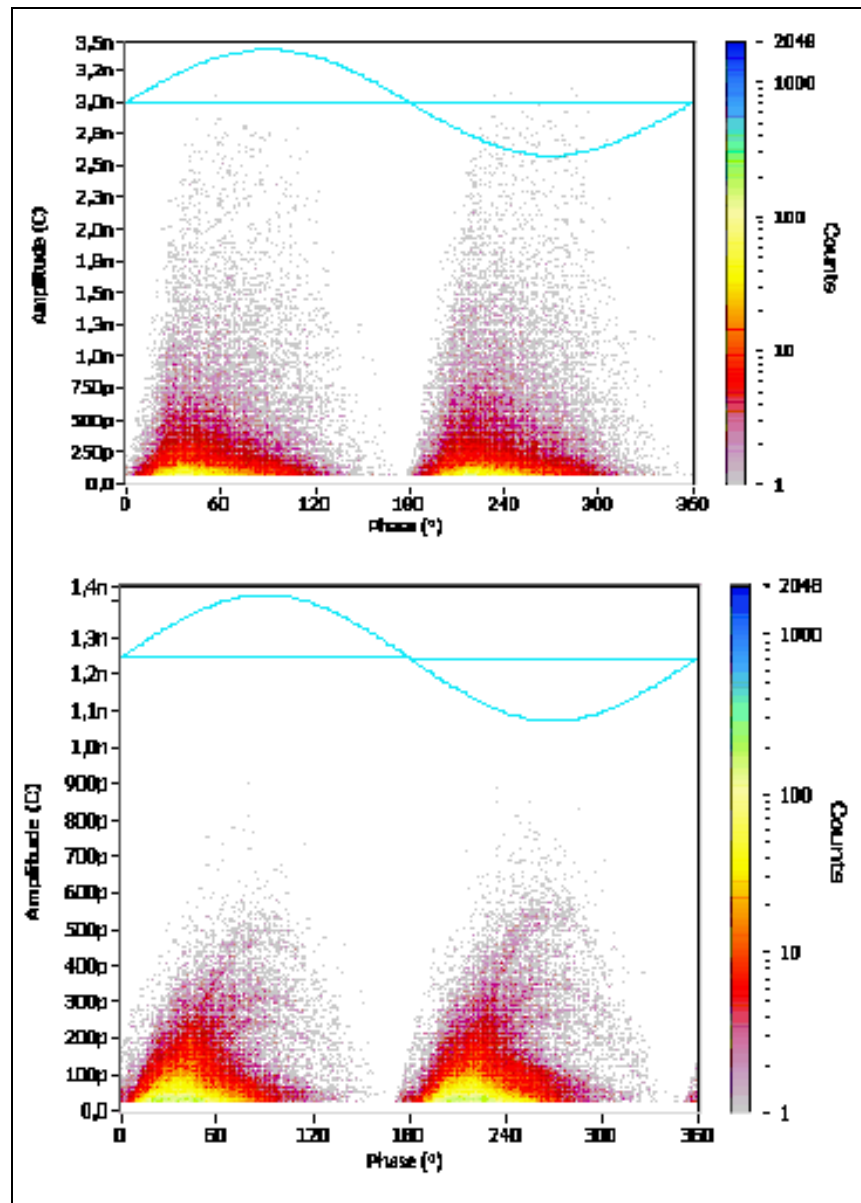 3,5n
3,2n
3,0n
2,8n
2,5n
2,3n
2,0n
1,8n
1,5n
1,3n
1,0n
750p
500p
250p
0,0
Amplitude (C)
0
60
120
180
240
300
360
Phase (°)
2048
1000
100
10
1
Counts
1,4n
1,3n
1,2n
1,1n
1,0n
900p
800p
700p
600p
500p
400p
300p
200p
100p
0,0
Amplitude (C)
0
60
120
180
240
300
360
Phase (°)
2048
1000
100
10
1
Counts